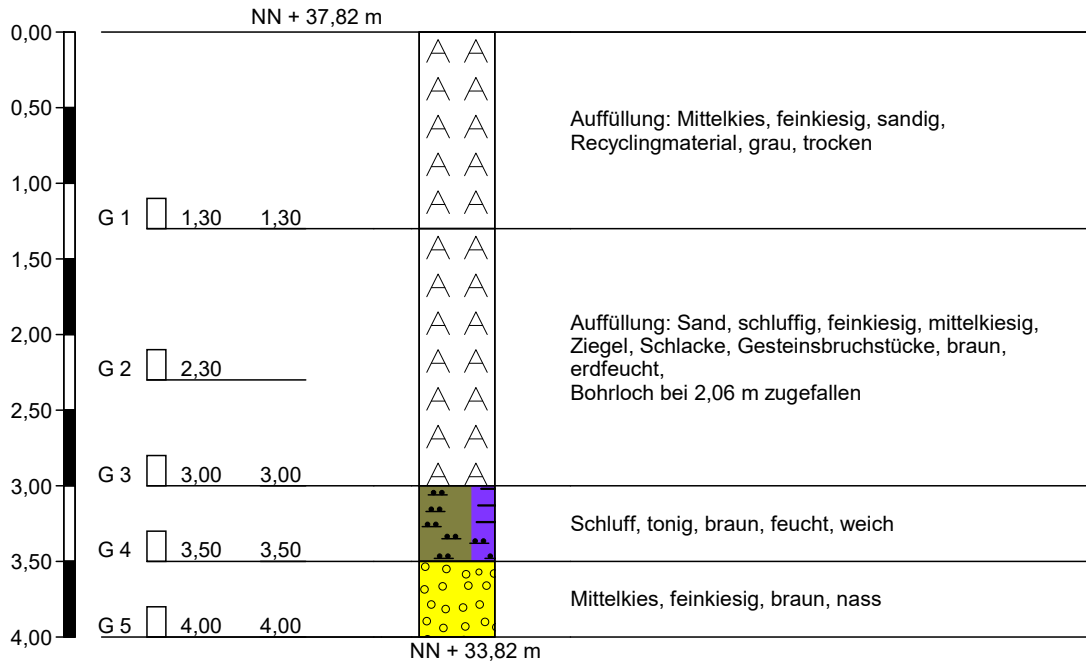 NN + 37,82 m
0,00
0,50
Auffüllung: Mittelkies, feinkiesig, sandig,
Recyclingmaterial, grau, trocken
1,00
G 1 1,30 1,30
1,50
2,00
Auffüllung: Sand, schluffig, feinkiesig, mittelkiesig,
Ziegel, Schlacke, Gesteinsbruchstücke, braun,
erdfeucht,
Bohrloch bei 2,06 m zugefallen
G 2 2,30
2,50
G 3 3,00 3,00
3,00
Schluff, tonig, braun, feucht, weich
G 4 3,50 3,50
3,50
Mittelkies, feinkiesig, braun, nass
G 5 4,00 4,00
4,00
NN + 33,82 m